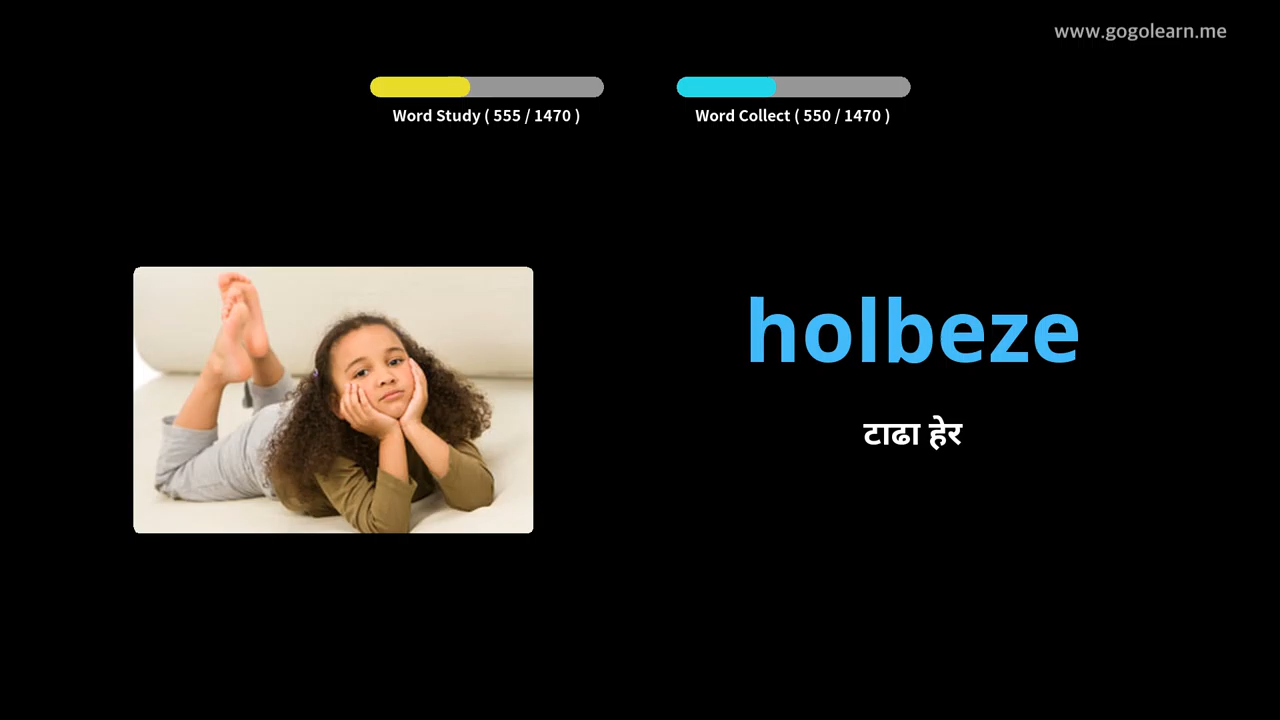 www.gogolearn.me
Word Study ( 555 / 1470 )
Word Collect ( 550 / 1470 )
holbeze
टाढा हेर